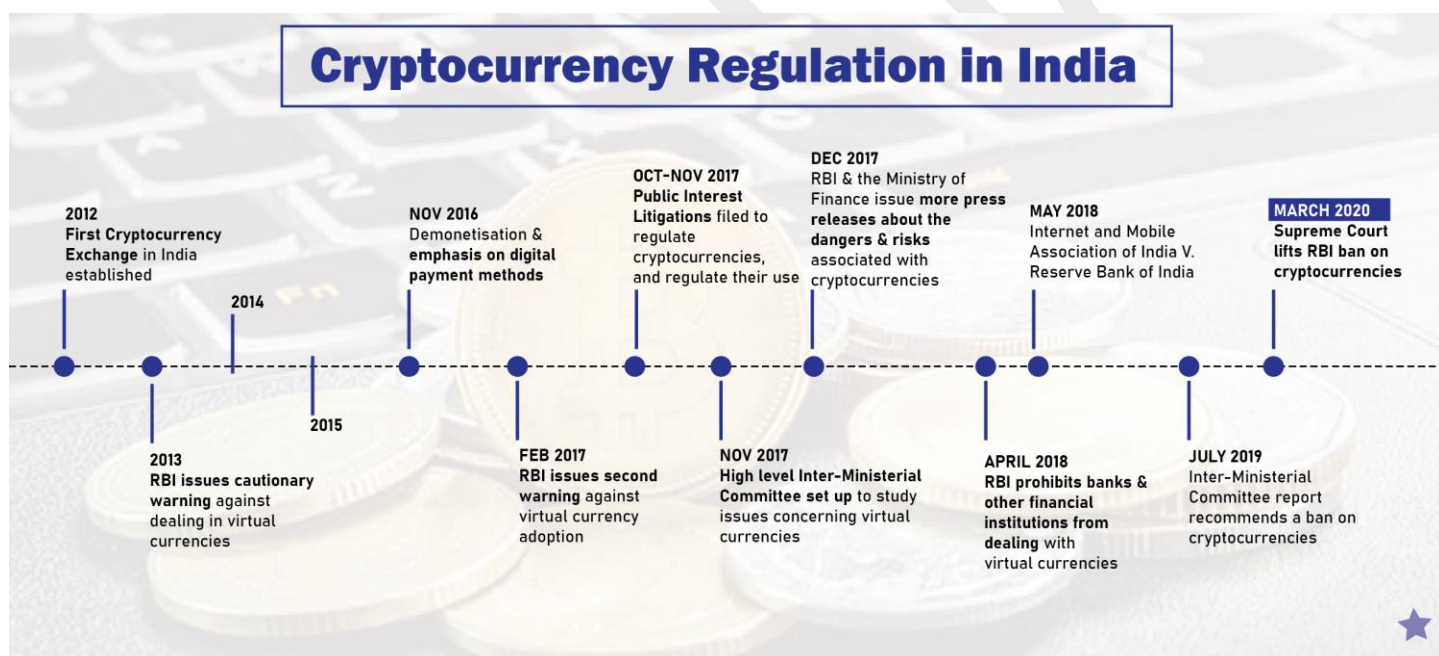 Cryptocurrency Regulation in India
2012
First Cryptocurrency
Exchange in India
established
2013
RBI issues cautionary
warning against
dealing in virtual
currencies
2014
2015
NOV 2016
Demonetisation &
emphasis on digital
payment methods
FEB 2017
RBI issues second
warning against
virtual currency
adoption
OCT-NOV 2017
Public Interest
Litigations filed to
regulate
cryptocurrencies,
and regulate their use
NOV 2017
High level Inter-Ministerial
Committee set up to study
issues concerning virtual
currencies
DEC 2017
RBI & the Ministry of
Finance issue more press
releases about the
dangers & risks
associated with
cryptocurrencies
APRIL 2018
RBI prohibits banks &
other financial
institutions from
dealing with
virtual currencies
MAY 2018
Internet and Mobile
Association of India V.
Reserve Bank of India
JULY 2019
Inter-Ministerial
Committee report
recommends a ban on
cryptocurrencies
MARCH 2020
Supreme Court
lifts RBI ban on
cryptocurrencies
Fn